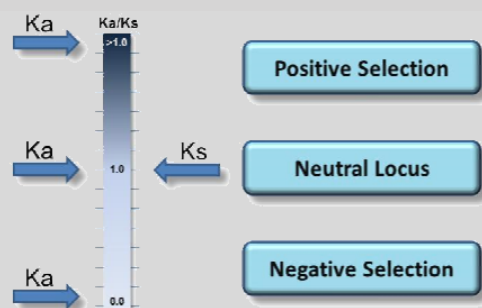 Ka
Ka/Ks
>1.0
Positive Selection
Ka
1.0
Ks
Neutral Locus
Ka
0.0
Negative Selection